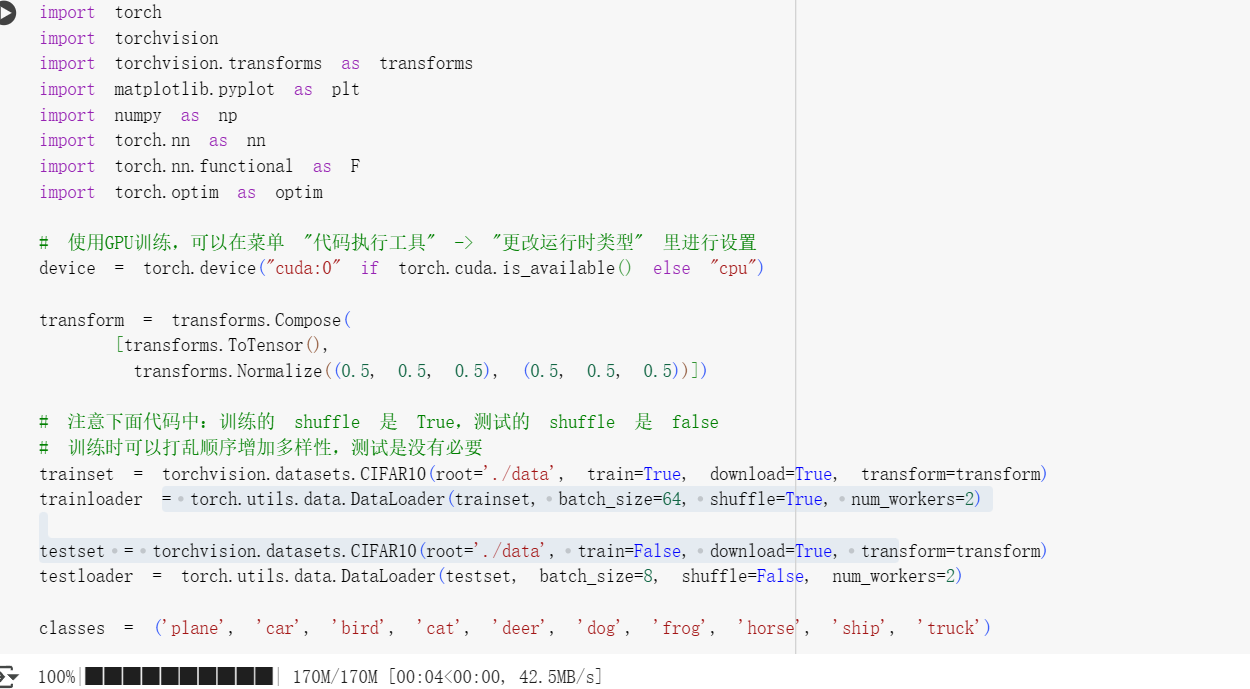 import torch
import torchvision
import torchvision.transforms as transforms
import matplotlib.pyplot as plt
import numpy as np
import torch.nn as nn
import torch.nn.functional as F
import torch.optim as optim
# 使用GPU训练，可以在菜单 "代码执行工具" -> "更改运行时类型" 里进行设置
device = torch.device("cuda:0" if torch.cuda.is_available() else "cpu")
transform = transforms.Compose(
[transforms.ToTensor(),
transforms.Normalize((0.5, 0.5, 0.5), (0.5, 0.5, 0.5))])
# 注意下面代码中：训练的 shuffle 是 True，测试的 shuffle 是 false
# 训练时可以打乱顺序增加多样性，测试是没有必要
trainset = torchvision.datasets.CIFAR10(root='./data', train=True, download=True, transform=transform)
trainloader = torch.utils.data.DataLoader(trainset, batch_size=64, shuffle=True, num_workers=2)
testset = torchvision.datasets.CIFAR10(root='./data', train=False, download=True, transform=transform)
testloader = torch.utils.data.DataLoader(testset, batch_size=8, shuffle=False, num_workers=2)
classes = ('plane', 'car', 'bird', 'cat', 'deer', 'dog', 'frog', 'horse', 'ship', 'truck')
100%|██████████| 170M/170M [00:04<00:00, 42.5MB/s]